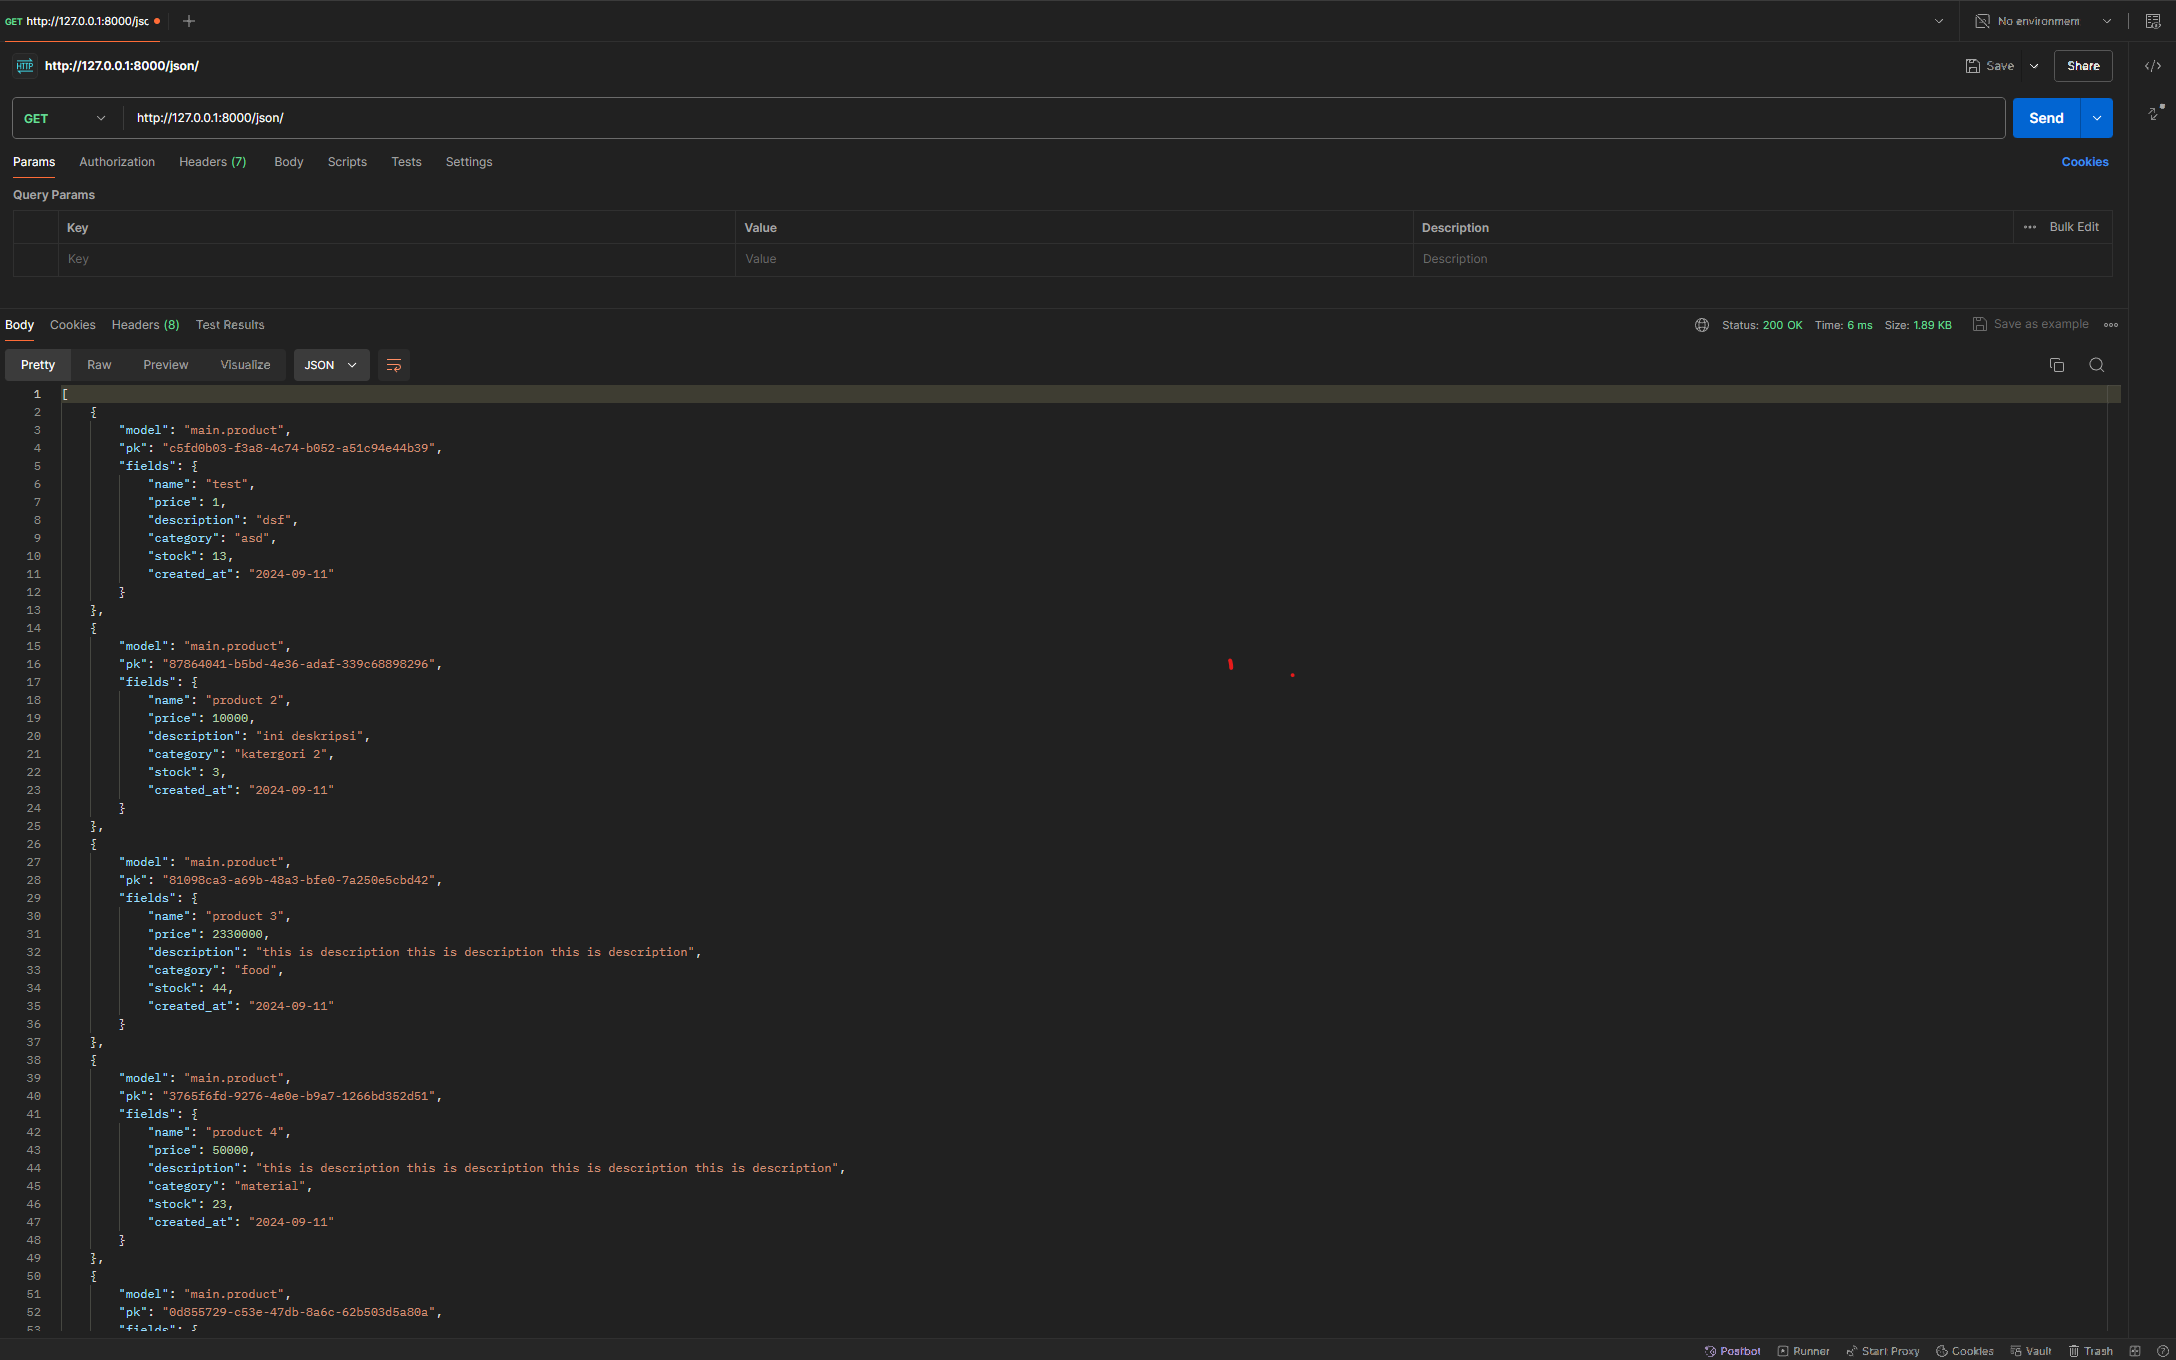 GET http://127.0.0.1:8000/jsc
No environment
HTTP http://127.0.0.1:8000/json/
Save
Share
GET http://127.0.0.1:8000/json/
Send
Params Authorization Headers (7) Body Scripts Tests Settings
Cookies
Query Params
Key Value Description
Bulk Edit
Key Value Description
Body Cookies Headers (8) Test Results
Status: 200 OK Time: 6 ms Size: 1.89 KB Save as example
Pretty Raw Preview Visualize JSON
1 [
2 {
3 "model": "main.product",
4 "pk": "c5fd0b03-f3a8-4c74-b052-a51c94e44b39",
5 "fields": {
6 "name": "test",
7 "price": 1,
8 "description": "dsf",
9 "category": "asd",
10 "stock": 13,
11 "created_at": "2024-09-11"
12 }
13 },
14 {
15 "model": "main.product",
16 "pk": "87864041-b5bd-4e36-adaf-339c68898296",
17 "fields": {
18 "name": "product 2",
19 "price": 10000,
20 "description": "ini deskripsi",
21 "category": "katergori 2",
22 "stock": 3,
23 "created_at": "2024-09-11"
24 }
25 },
26 {
27 "model": "main.product",
28 "pk": "81098ca3-a69b-48a3-bfe0-7a250e5cbd42",
29 "fields": {
30 "name": "product 3",
31 "price": 2330000,
32 "description": "this is description this is description this is description",
33 "category": "food",
34 "stock": 44,
35 "created_at": "2024-09-11"
36 }
37 },
38 {
39 "model": "main.product",
40 "pk": "3765f6fd-9276-4e0e-b9a7-1266bd352d51",
41 "fields": {
42 "name": "product 4",
43 "price": 50000,
44 "description": "this is description this is description this is description this is description",
45 "category": "material",
46 "stock": 23,
47 "created_at": "2024-09-11"
48 }
49 },
50 {
51 "model": "main.product",
52 "pk": "0d855729-c53e-47db-8a6c-62b503d5a80a",
53 "fields": {
Postbot Runner Start Proxy Cookies Vault Trash